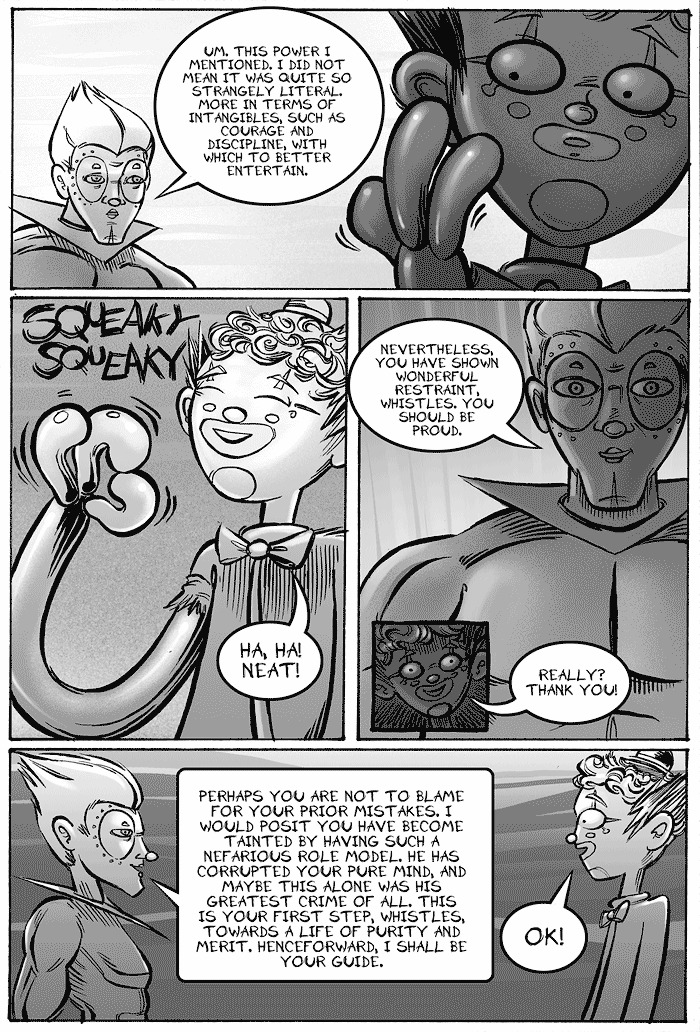 UM. THIS POWER I
MENTIONED. I DID NOT
MEAN IT WAS QUITE SO
STRANGELY LITERAL.
MORE IN TERMS OF
INTANGIBLES, SUCH AS
COURAGE AND
DISCIPLINE, WITH
WHICH TO BETTER
ENTERTAIN.
SQUEAKY
SQUEAKY
HA, HA!
NEAT!
NEVERTHELESS,
YOU HAVE SHOWN
WONDERFUL
RESTRAINT,
WHISTLES. YOU
SHOULD BE
PROUD.
REALLY?
THANK YOU!
PERHAPS YOU ARE NOT TO BLAME
FOR YOUR PRIOR MISTAKES. I
WOULD POSIT YOU HAVE BECOME
TAINTED BY HAVING SUCH A
NEFARIOUS ROLE MODEL. HE HAS
CORRUPTED YOUR PURE MIND, AND
MAYBE THIS ALONE WAS HIS
GREATEST CRIME OF ALL. THIS
IS YOUR FIRST STEP, WHISTLES,
TOWARDS A LIFE OF PURITY AND
MERIT. HENCEFORWARD, I SHALL BE
YOUR GUIDE.
OK!